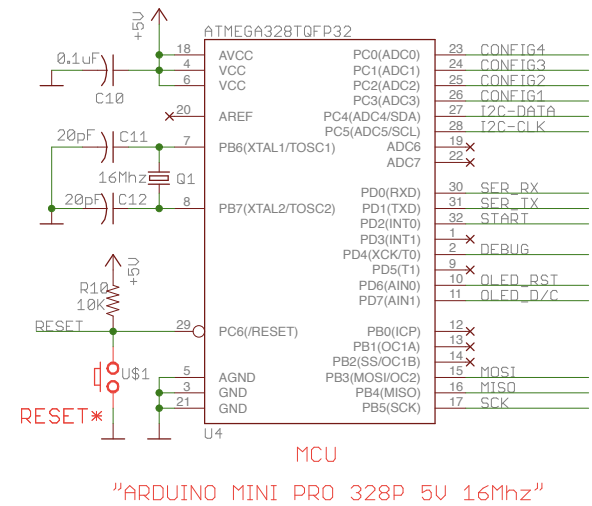 ATMEGA328TQFP32
+5V
0.1uF
C10
18 AVCC
4 VCC
6 VCC
20 AREF
20pF C11
7 PB6(XTAL1/TOSC1)
16Mhz Q1
20pF C12
8 PB7(XTAL2/TOSC2)
+5V
R10
10K
RESET
29 PC6(/RESET)
U$1
RESET*
5 AGND
3 GND
21 GND
PC0(ADC0) 23 CONFIG4
PC1(ADC1) 24 CONFIG3
PC2(ADC2) 25 CONFIG2
PC3(ADC3) 26 CONFIG1
PC4(ADC4/SDA) 27 I2C-DATA
PC5(ADC5/SCL) 28 I2C-CLK
ADC6 19
ADC7 22
PD0(RXD) 30 SER_RX
PD1(TXD) 31 SER_TX
PD2(INT0) 32 START
PD3(INT1) 1
PD4(XCK/T0) 2 DEBUG
PD5(T1) 9
PD6(AIN0) 10 OLED_RST
PD7(AIN1) 11 OLED_D/C
PB0(ICP) 12
PB1(OC1A) 13
PB2(SS/OC1B) 14
PB3(MOSI/OC2) 15 MOSI
PB4(MISO) 16 MISO
PB5(SCK) 17 SCK
U4
MCU
"ARDUINO MINI PRO 328P 5V 16Mhz"